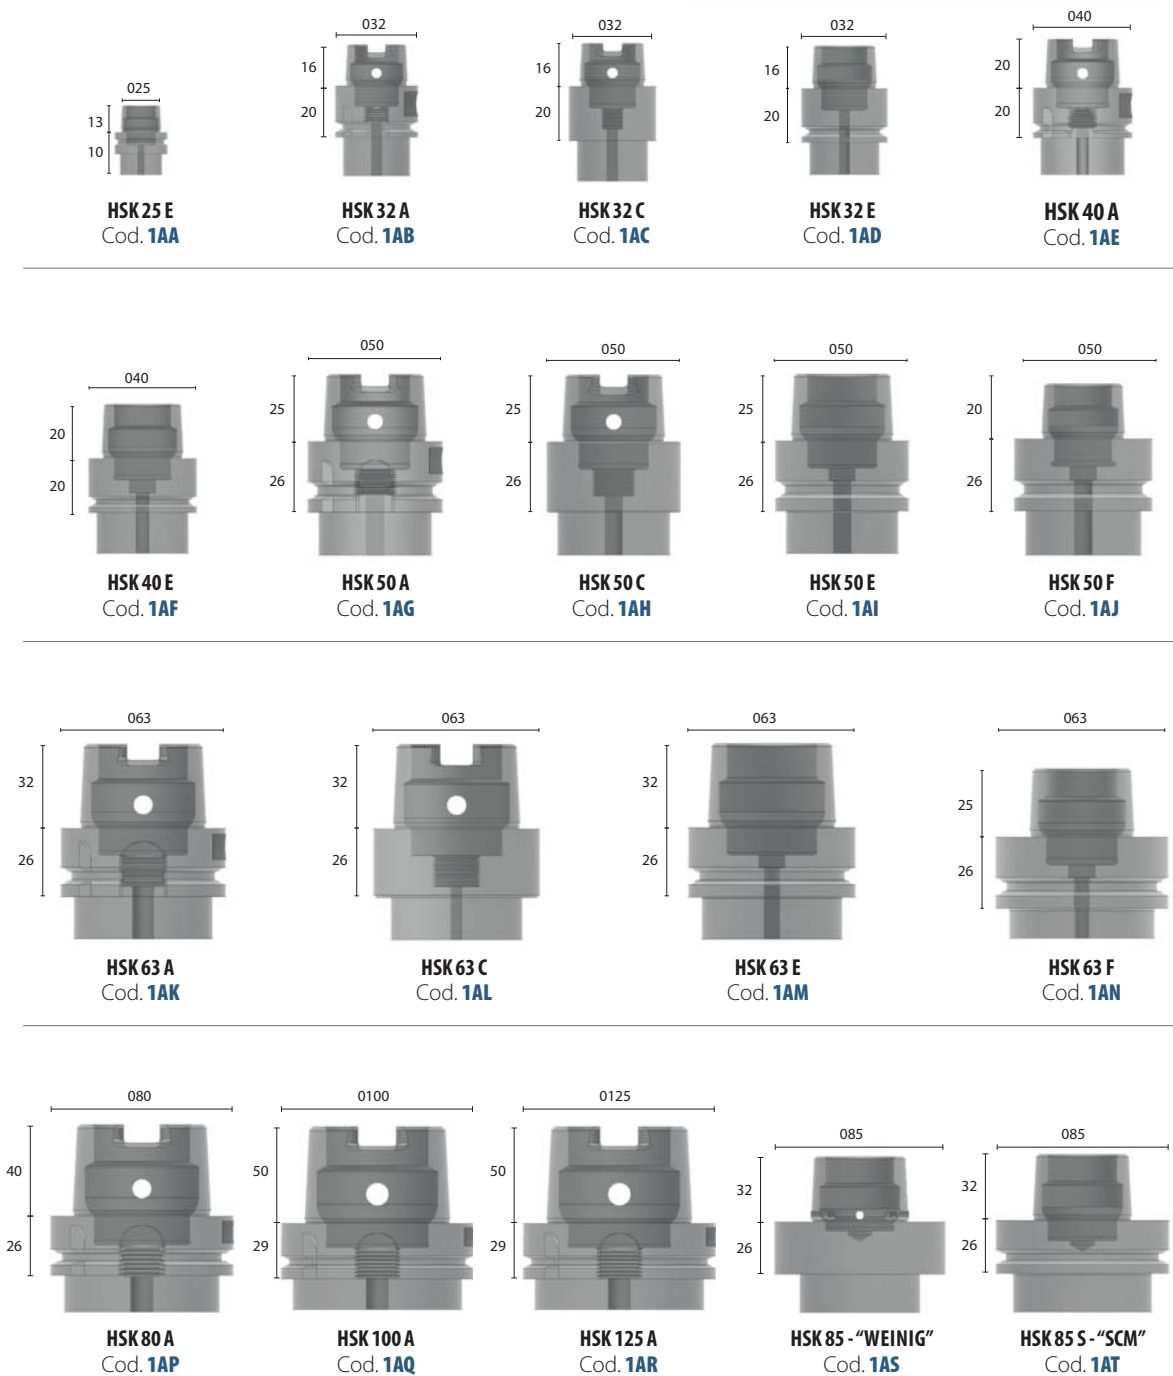 025
13
10
HSK 25 E
Cod. 1AA
032
16
20
HSK 32 A
Cod. 1AB
032
16
20
HSK 32 C
Cod. 1AC
032
16
20
HSK 32 E
Cod. 1AD
040
20
20
HSK 40 A
Cod. 1AE
040
20
20
HSK 40 E
Cod. 1AF
050
25
26
HSK 50 A
Cod. 1AG
050
25
26
HSK 50 C
Cod. 1AH
050
25
26
HSK 50 E
Cod. 1AI
050
20
26
HSK 50 F
Cod. 1AJ
063
32
26
HSK 63 A
Cod. 1AK
063
32
26
HSK 63 C
Cod. 1AL
063
32
26
HSK 63 E
Cod. 1AM
063
25
26
HSK 63 F
Cod. 1AN
080
40
26
HSK 80 A
Cod. 1AP
0100
50
29
HSK 100 A
Cod. 1AQ
0125
50
29
HSK 125 A
Cod. 1AR
085
32
26
HSK 85 - “WEINIG”
Cod. 1AS
085
32
26
HSK 85 S - “SCM”
Cod. 1AT